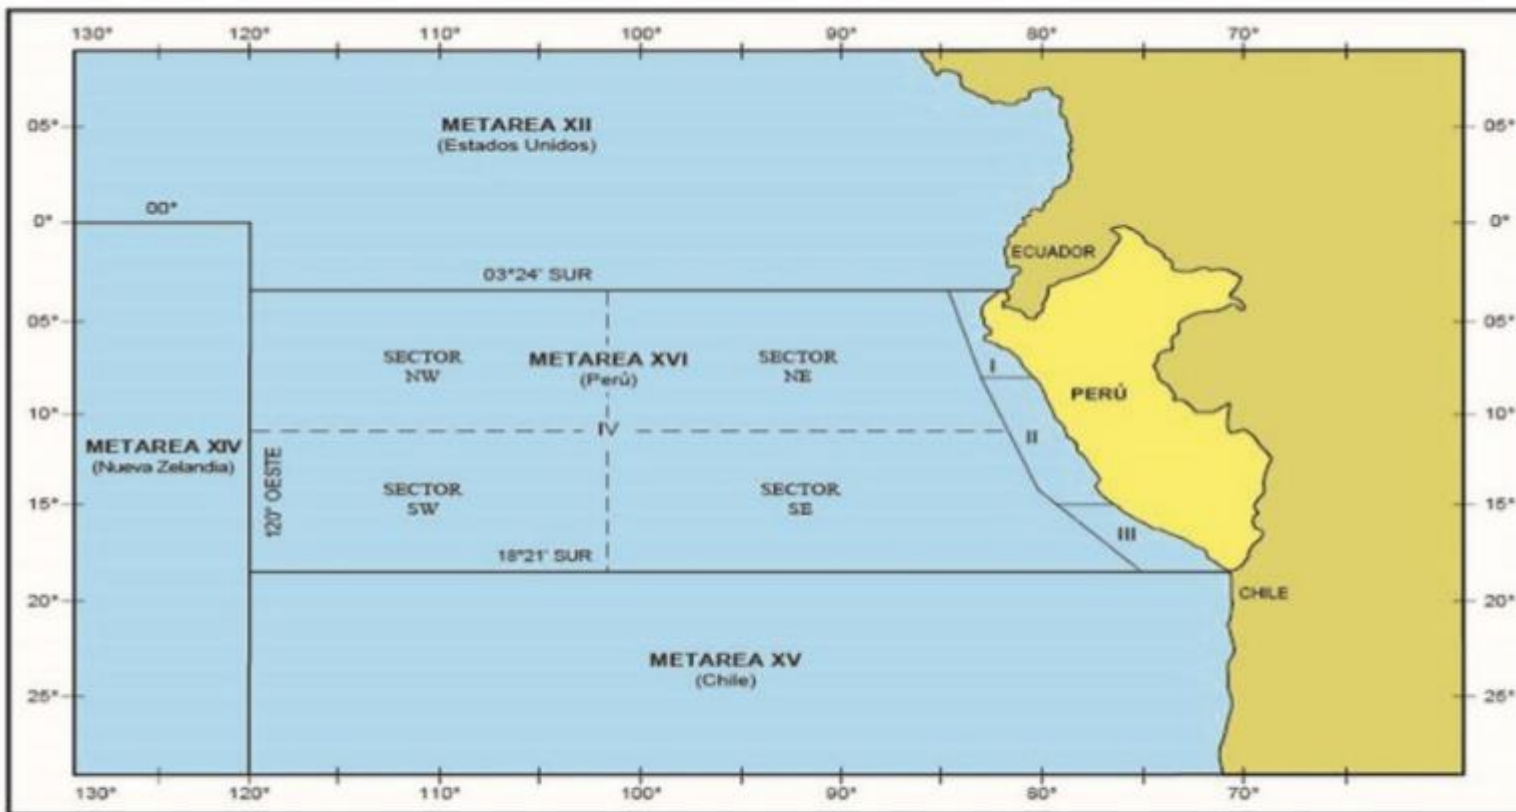 130° 120° 110° 100° 90° 80° 70°
METAREA XII
(Estados Unidos)
05° 05°
00°
0° 0°
ECUADOR
03°24' SUR
05° 05°
SECTOR
NW
METAREA XVI
(Perú)
SECTOR
NE
I
PERÚ
10° 10°
IV
II
METAREA XIV
(Nueva Zelandia)
120° OESTE
SECTOR
SW
SECTOR
SE
15° 15°
III
18°21' SUR
CHILE
20° 20°
METAREA XV
(Chile)
25° 25°
130° 120° 110° 100° 90° 80° 70°